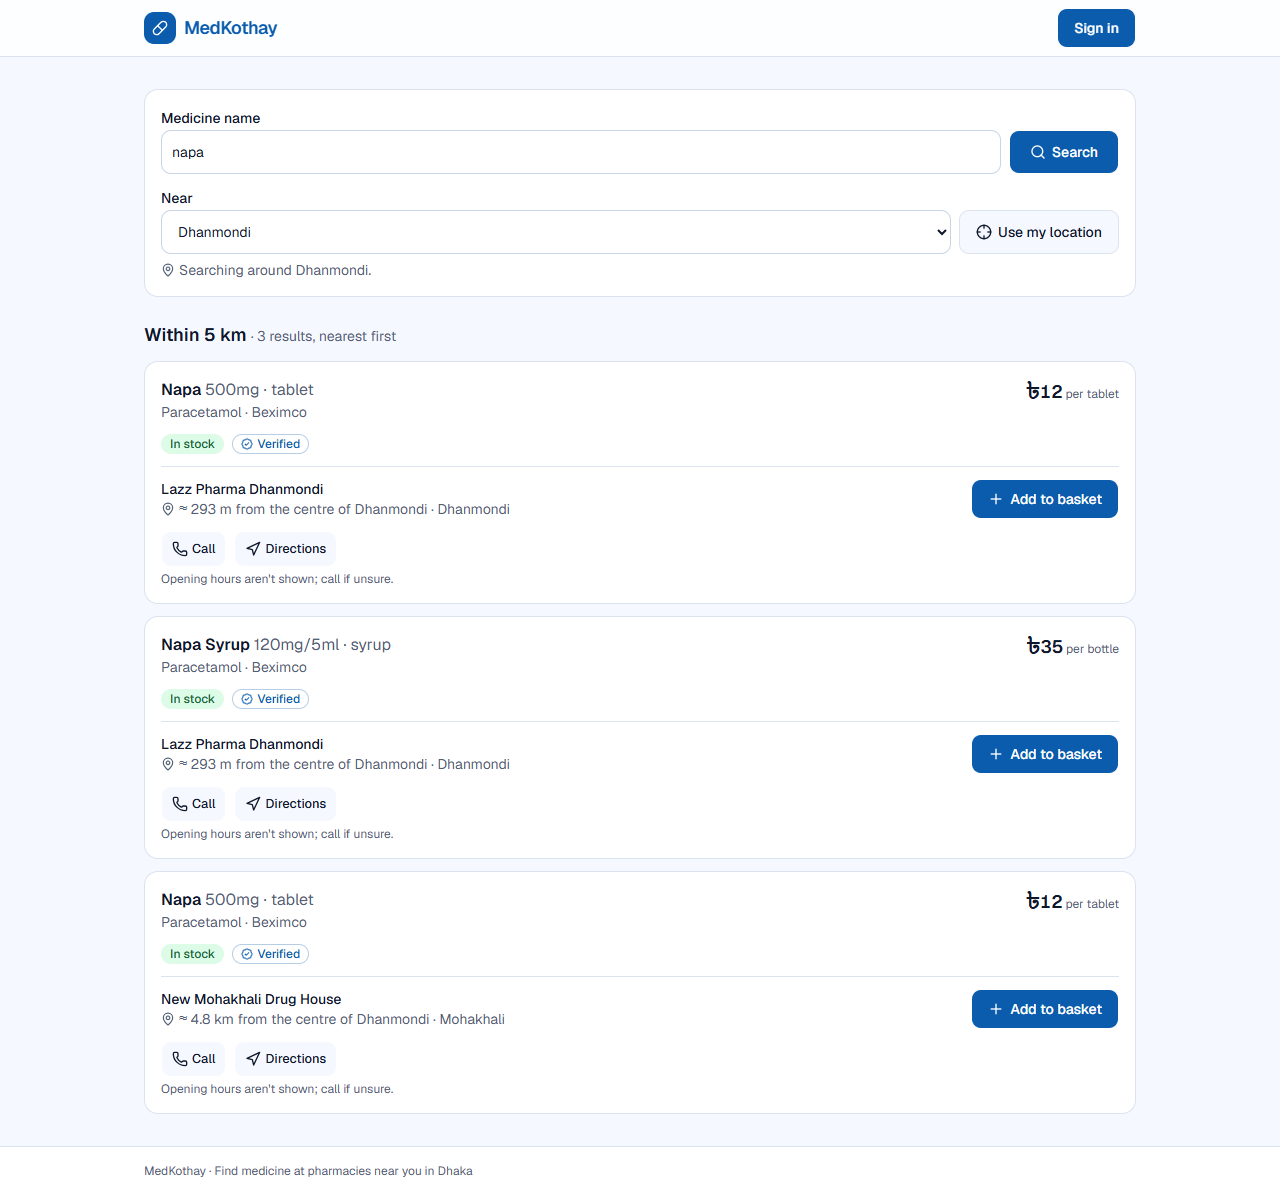 MedKothay
Sign in
Medicine name
napa
Search
Near
Dhanmondi
Use my location
Searching around Dhanmondi.
Within 5 km · 3 results, nearest first
Napa 500mg · tablet
৳12 per tablet
Paracetamol · Beximco
In stock
Verified
Lazz Pharma Dhanmondi
≈ 293 m from the centre of Dhanmondi · Dhanmondi
Add to basket
Call
Directions
Opening hours aren't shown; call if unsure.
Napa Syrup 120mg/5ml · syrup
৳35 per bottle
Paracetamol · Beximco
In stock
Verified
Lazz Pharma Dhanmondi
≈ 293 m from the centre of Dhanmondi · Dhanmondi
Add to basket
Call
Directions
Opening hours aren't shown; call if unsure.
Napa 500mg · tablet
৳12 per tablet
Paracetamol · Beximco
In stock
Verified
New Mohakhali Drug House
≈ 4.8 km from the centre of Dhanmondi · Mohakhali
Add to basket
Call
Directions
Opening hours aren't shown; call if unsure.
MedKothay · Find medicine at pharmacies near you in Dhaka